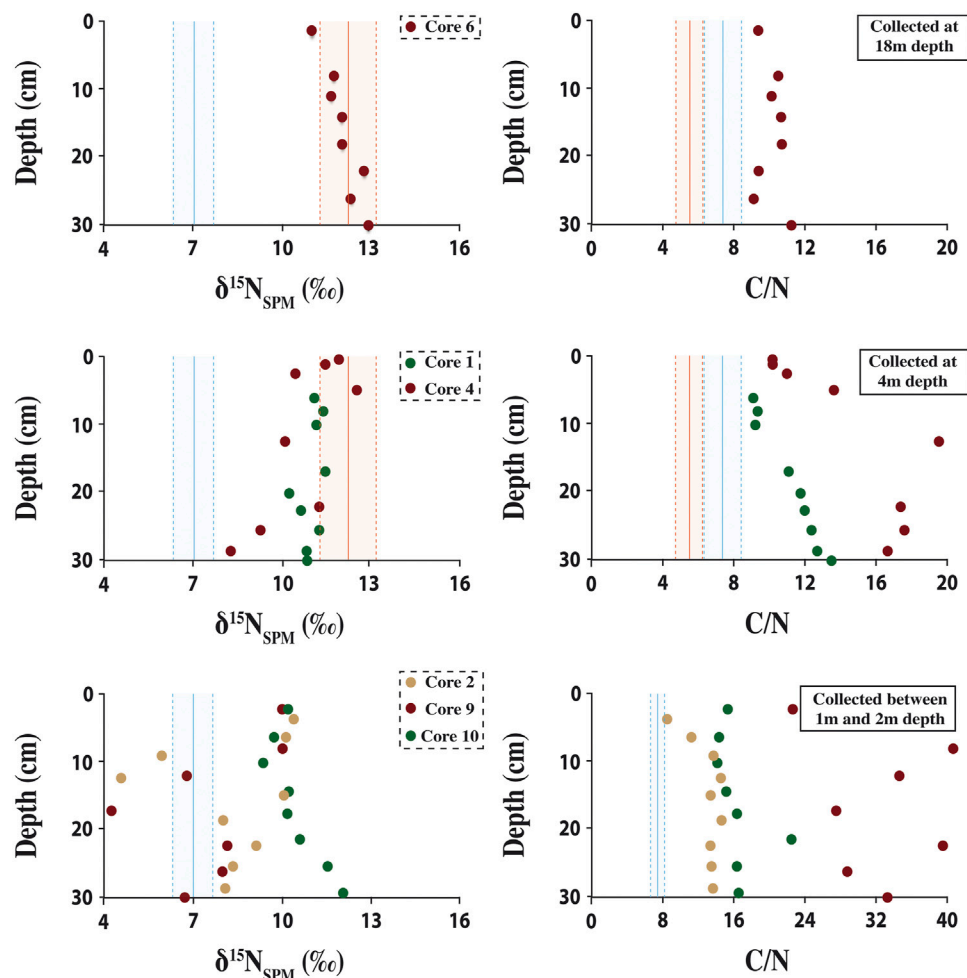 0
10
20
30
Depth (cm)
4
7
10
13
16
δ¹⁵N_SPM (‰)
Core 6
0
10
20
30
Depth (cm)
0
4
8
12
16
20
C/N
Collected at
18m depth
0
10
20
30
Depth (cm)
4
7
10
13
16
δ¹⁵N_SPM (‰)
Core 1
Core 4
0
10
20
30
Depth (cm)
0
4
8
12
16
20
C/N
Collected at
4m depth
0
10
20
30
Depth (cm)
4
7
10
13
16
δ¹⁵N_SPM (‰)
Core 2
Core 9
Core 10
0
10
20
30
Depth (cm)
0
8
16
24
32
40
C/N
Collected between
1m and 2m depth